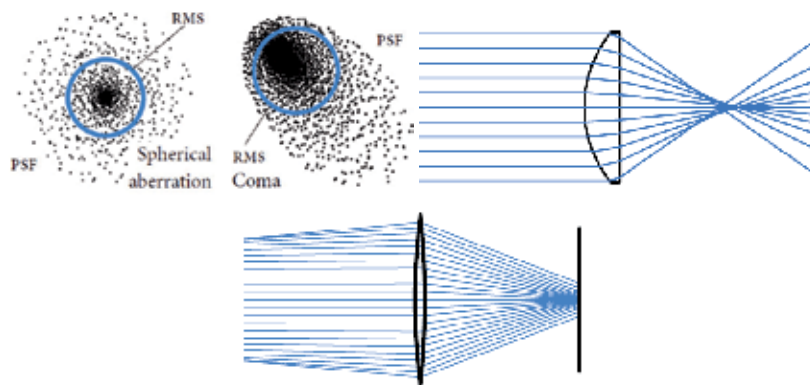 RMS
PSF
Spherical
aberration
PSF
RMS
Coma